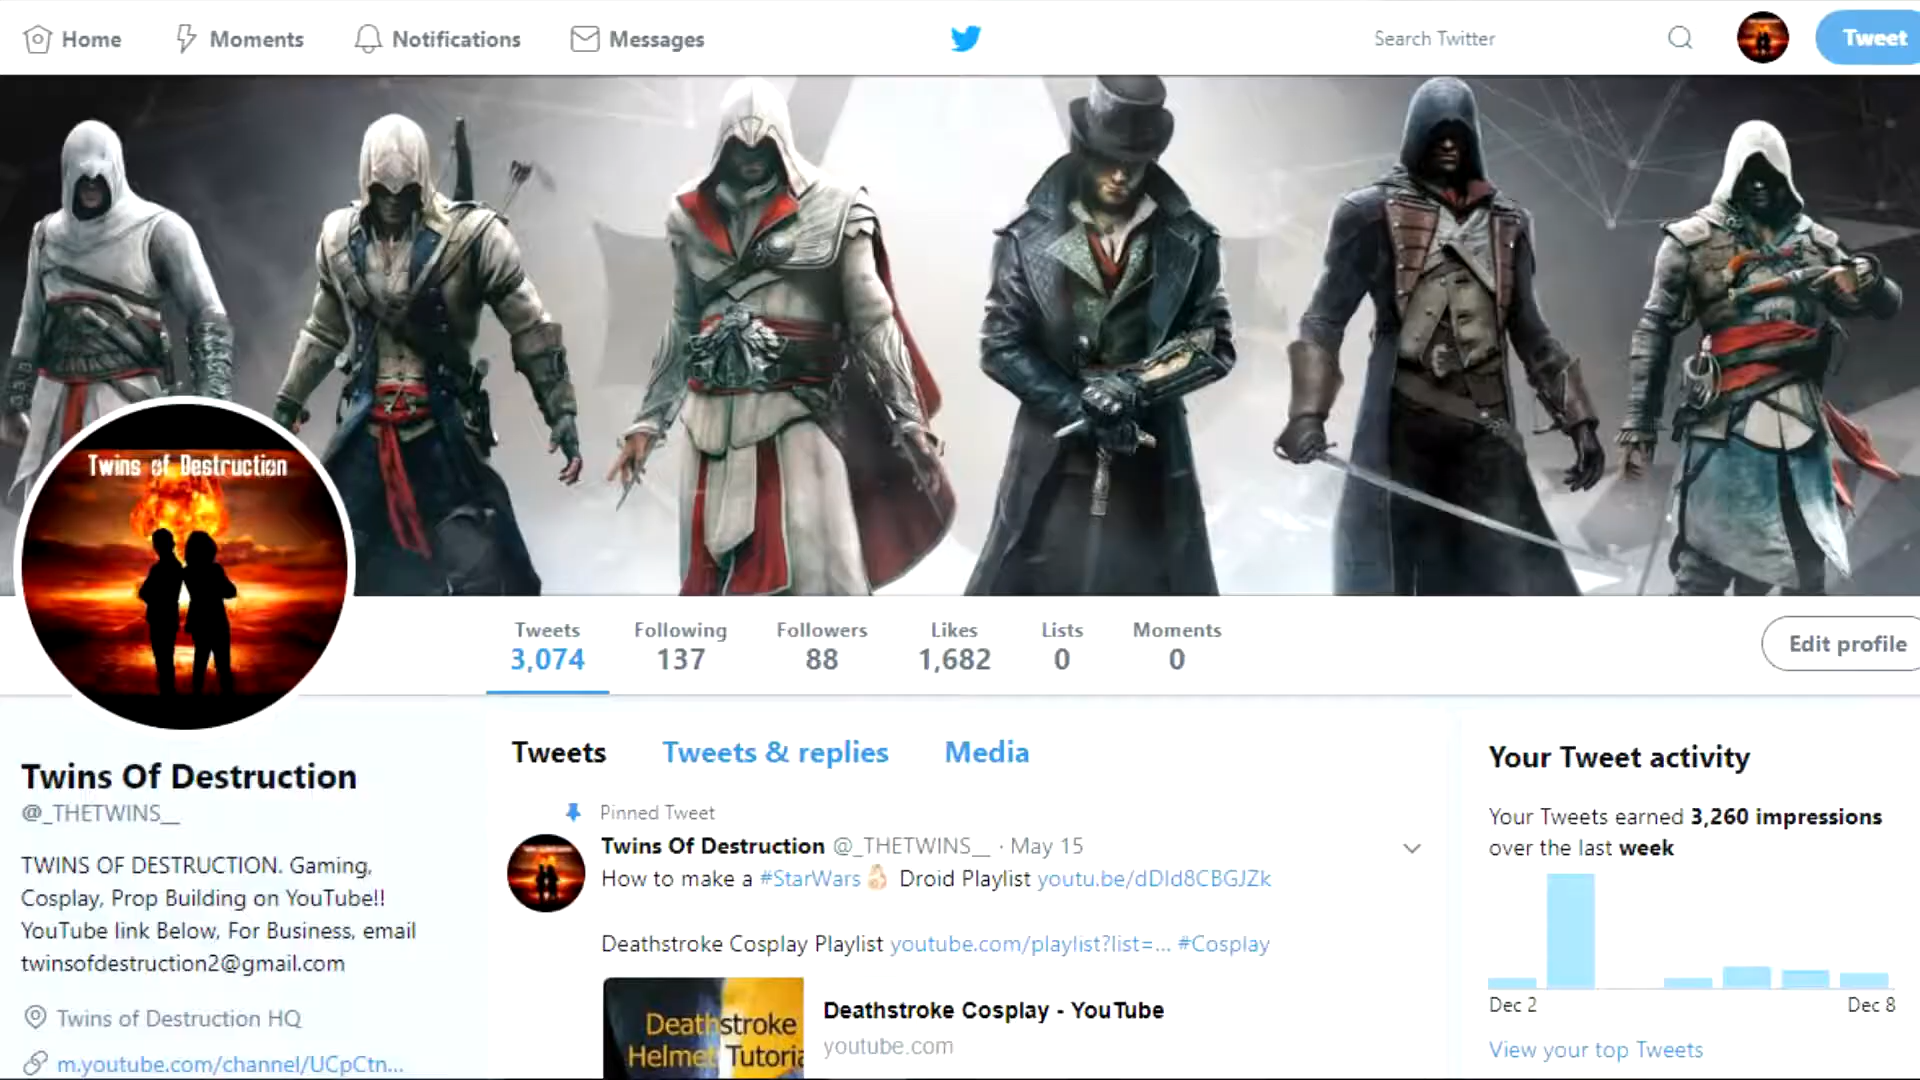 Home
Moments
Notifications
Messages
Search Twitter
Tweet
Twins of Destruction
Tweets
3,074
Following
137
Followers
88
Likes
1,682
Lists
0
Moments
0
Edit profile
Twins Of Destruction
@_THETWINS__
TWINS OF DESTRUCTION. Gaming,
Cosplay, Prop Building on YouTube!!
YouTube link Below, For Business, email
twinsofdestruction2@gmail.com
Twins of Destruction HQ
m.youtube.com/channel/UCpCtn...
Tweets
Tweets & replies
Media
Pinned Tweet
Twins Of Destruction @_THETWINS__ · May 15
How to make a #StarWars Droid Playlist youtu.be/dDId8CBGJZk
Deathstroke Cosplay Playlist youtube.com/playlist?list=... #Cosplay
Deathstroke
Helmet Tutoria
Deathstroke Cosplay - YouTube
youtube.com
Your Tweet activity
Your Tweets earned 3,260 impressions
over the last week
Dec 2
Dec 8
View your top Tweets